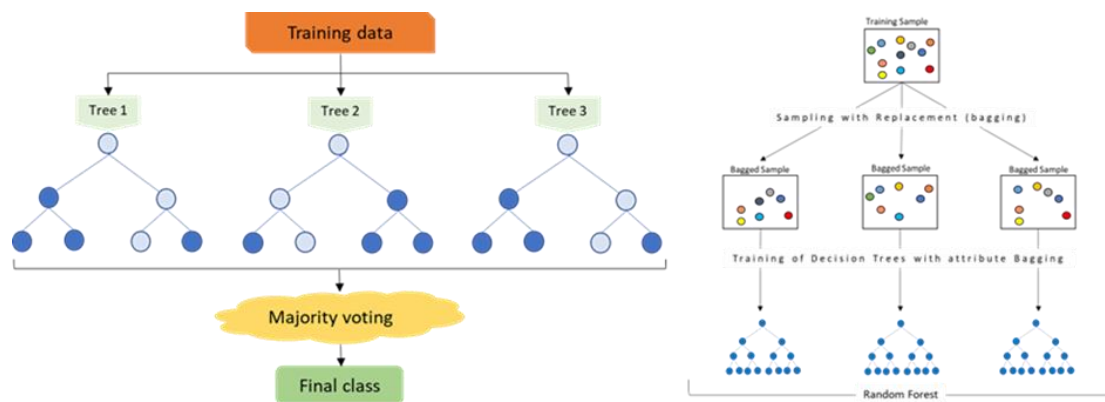 Training data
Tree 1
Tree 2
Tree 3
Majority voting
Final class
Training Sample
Sampling with Replacement (bagging)
Bagged Sample
Bagged Sample
Bagged Sample
Training of Decision Trees with attribute Bagging
Random Forest